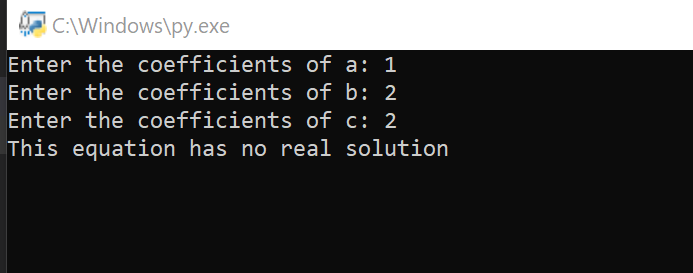 C:\Windows\py.exe
Enter the coefficients of a: 1
Enter the coefficients of b: 2
Enter the coefficients of c: 2
This equation has no real solution